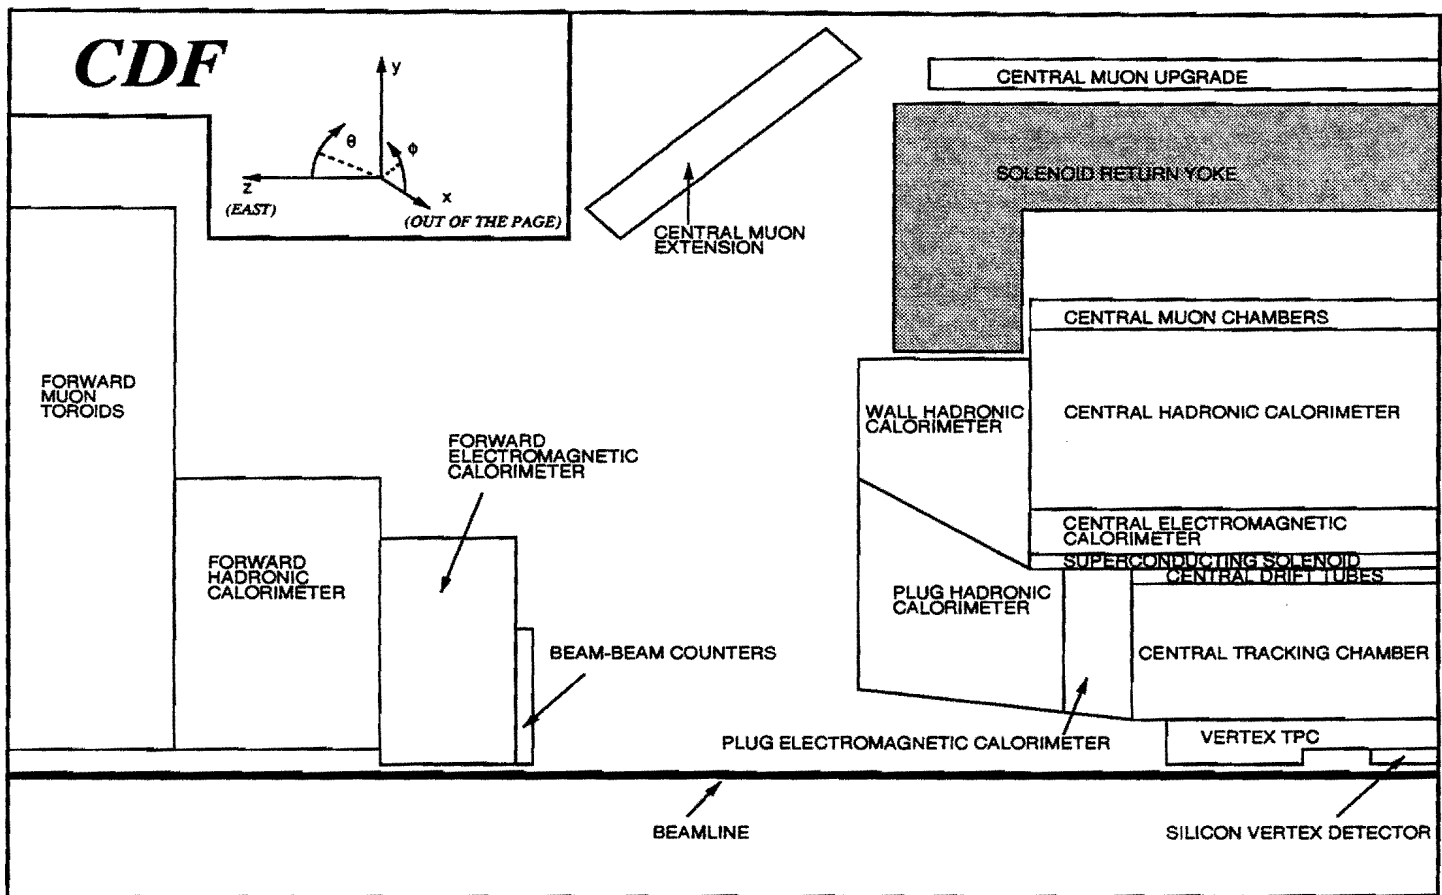 CDF
y
θ
ϕ
z
x
(EAST)
(OUT OF THE PAGE)
CENTRAL MUON UPGRADE
SOLENOID RETURN YOKE
CENTRAL MUON
EXTENSION
CENTRAL MUON CHAMBERS
FORWARD
MUON
TOROIDS
WALL HADRONIC
CALORIMETER
CENTRAL HADRONIC CALORIMETER
FORWARD
ELECTROMAGNETIC
CALORIMETER
CENTRAL ELECTROMAGNETIC
CALORIMETER
SUPERCONDUCTING SOLENOID
CENTRAL DRIFT TUBES
FORWARD
HADRONIC
CALORIMETER
PLUG HADRONIC
CALORIMETER
BEAM-BEAM COUNTERS
CENTRAL TRACKING CHAMBER
PLUG ELECTROMAGNETIC CALORIMETER
VERTEX TPC
BEAMLINE
SILICON VERTEX DETECTOR